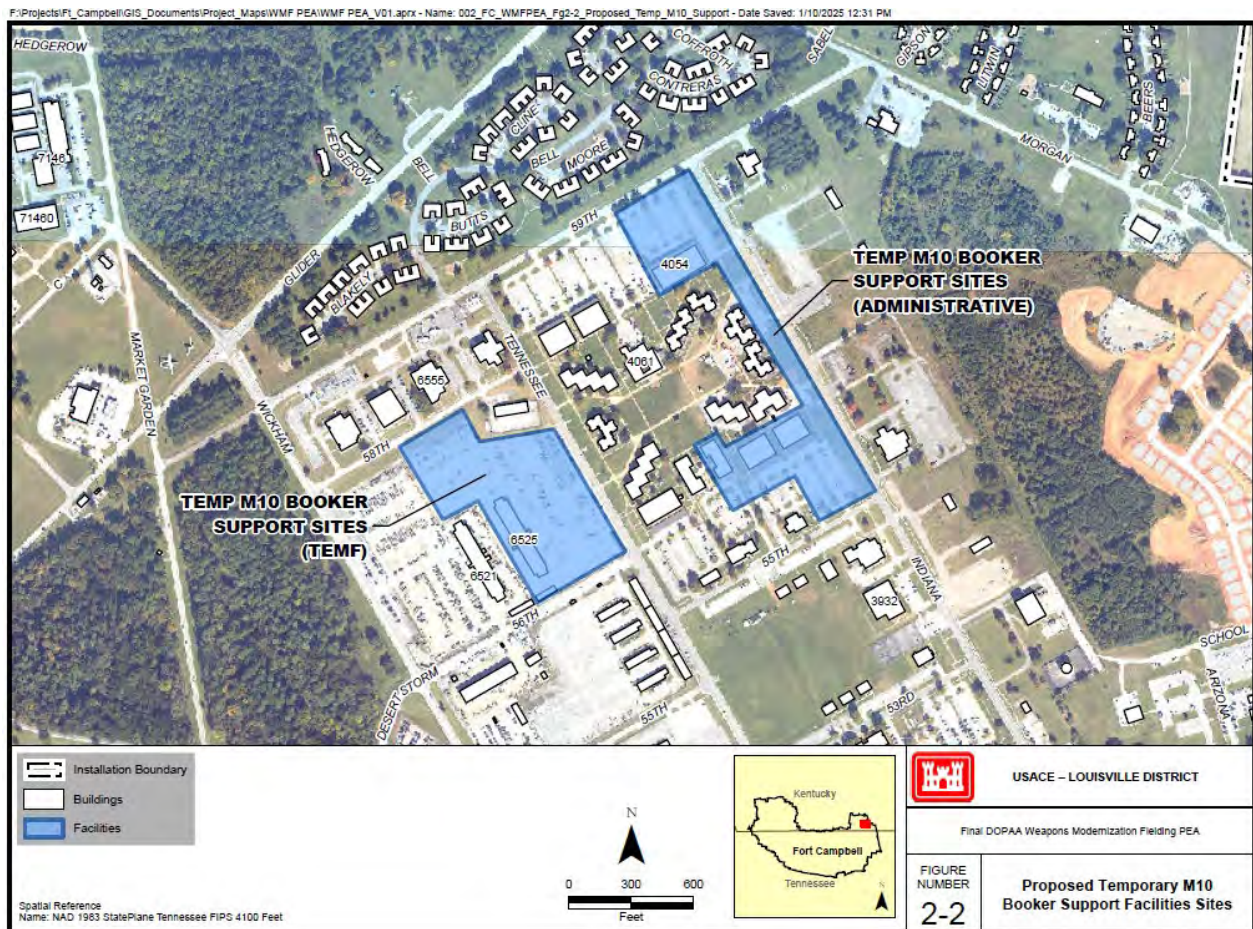 F:\Projects\Ft_Campbell\GIS_Documents\Project_Maps\WMF PEA\WMF PEA_V01.aprx - Name: 002_FC_WMFPEA_Fg2-2_Proposed_Temp_M10_Support - Date Saved: 1/10/2025 12:31 PM
HEDGEROW
COFFROTH
SABEL
GIPSON
LITWIN
BEERS
CONTRERAS
CLINE
7146
HEDGEROW
BELL
BELL
MOORE
MORGAN
71460
BUTTS
59TH
GLIDER
4054
TEMP M10 BOOKER
SUPPORT SITES
(ADMINISTRATIVE)
C
BLAKELY
MARKET GARDEN
TENNESSEE
4061
6555
WICKHAM
58TH
TEMP M10 BOOKER
SUPPORT SITES
(TEMF)
6525
6521
55TH
INDIANA
3932
56TH
SCHOOL
DESERT STORM
55TH
53RD
ARIZONA
Installation Boundary
Buildings
Facilities
Spatial Reference
Name: NAD 1983 StatePlane Tennessee FIPS 4100 Feet
N
0 300 600
Feet
Kentucky
Fort Campbell
Tennessee
N
USACE – LOUISVILLE DISTRICT
Final DOPAA Weapons Modernization Fielding PEA
FIGURE
NUMBER
2-2
Proposed Temporary M10
Booker Support Facilities Sites